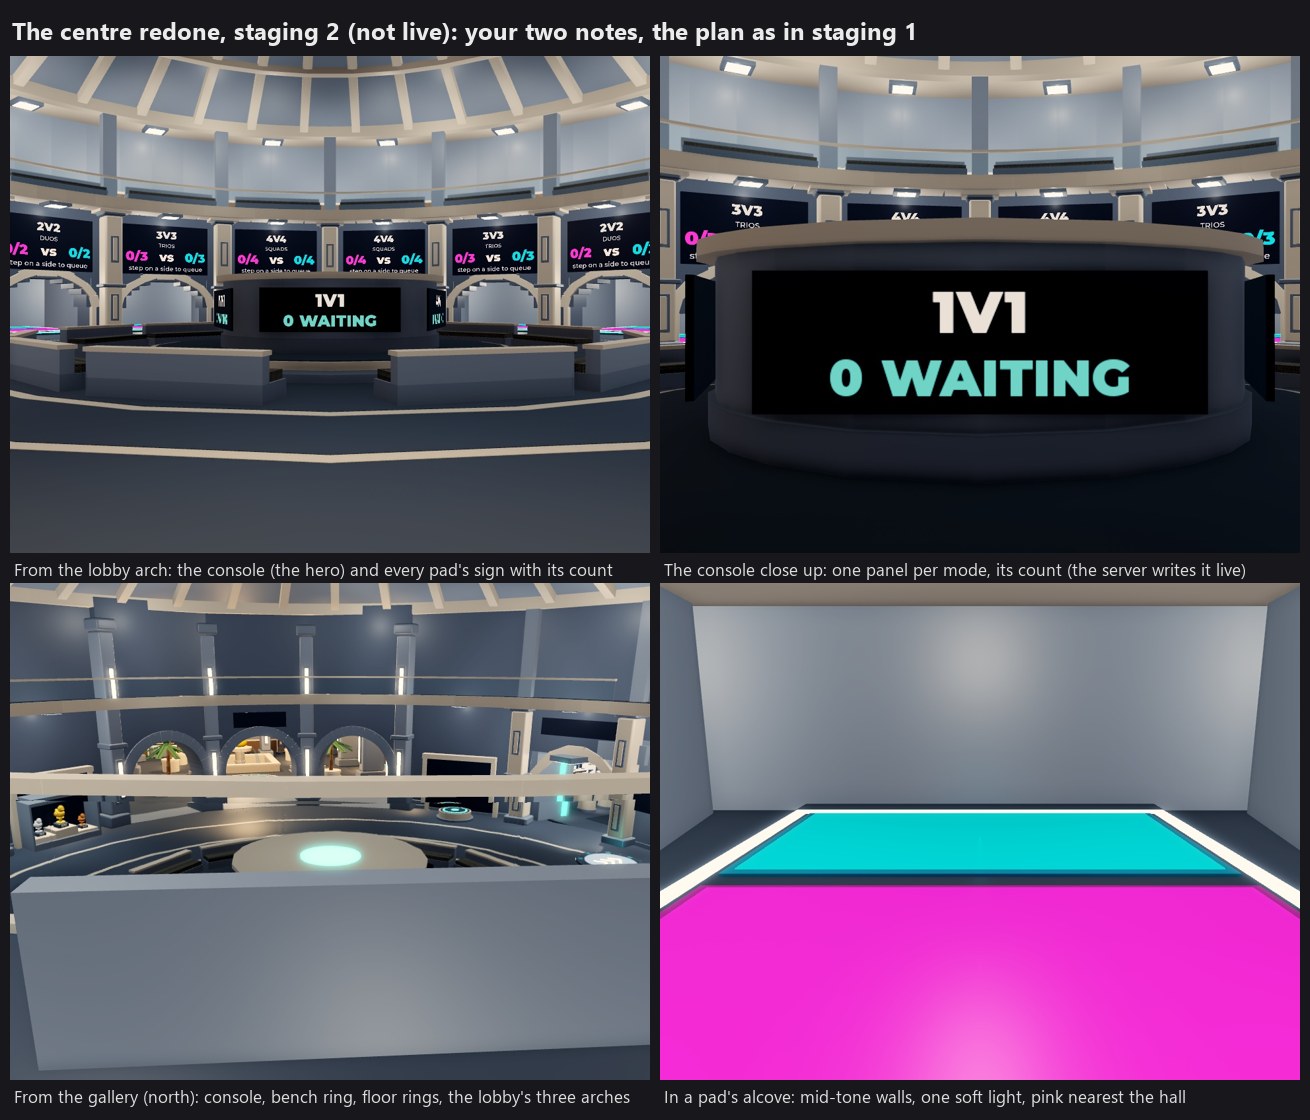 The centre redone, staging 2 (not live): your two notes, the plan as in staging 1
2V2
DUOS
0/2 VS 0/2
step on a side to queue
3V3
TRIOS
0/3 VS 0/3
step on a side to queue
4V4
SQUADS
0/4 VS 0/4
step on a side to queue
4V4
SQUADS
0/4 VS 0/4
step on a side to queue
3V3
TRIOS
0/3 VS 0/3
step on a side to queue
2V2
DUOS
0/2 VS
step on a side to queue
1V1
0 WAITING
3V3
TRIOS
4V4
4V4
3V3
TRIOS
1V1
0 WAITING
From the lobby arch: the console (the hero) and every pad's sign with its count
The console close up: one panel per mode, its count (the server writes it live)
From the gallery (north): console, bench ring, floor rings, the lobby's three arches
In a pad's alcove: mid-tone walls, one soft light, pink nearest the hall